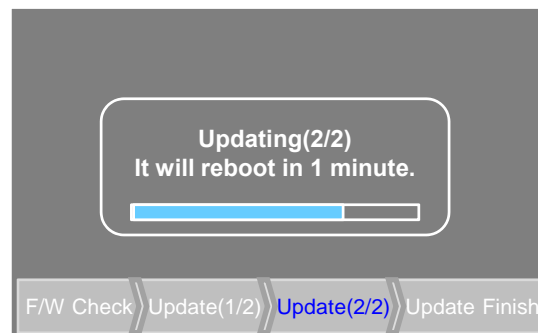 Updating(2/2)
It will reboot in 1 minute.
F/W Check Update(1/2) Update(2/2) Update Finish